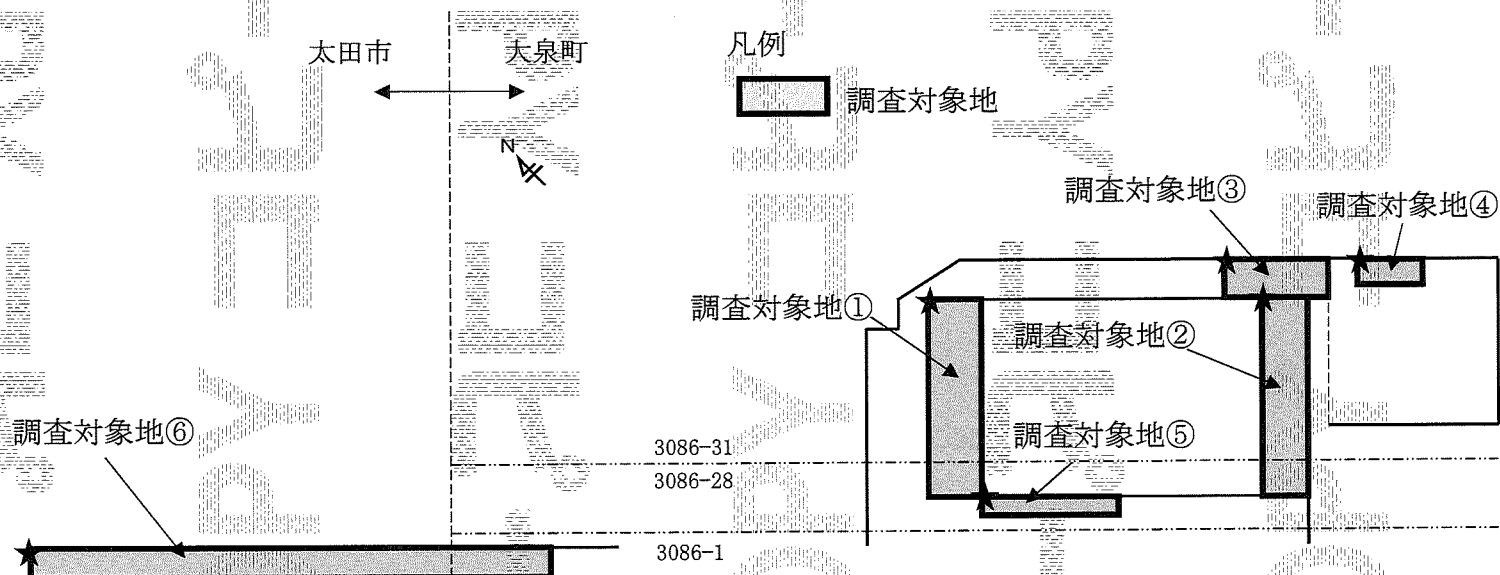 太田市
大泉町
凡例
調査対象地
N
調査対象地③
調査対象地④
調査対象地①
調査対象地②
調査対象地⑥
調査対象地⑤
3086-31
3086-28
3086-1